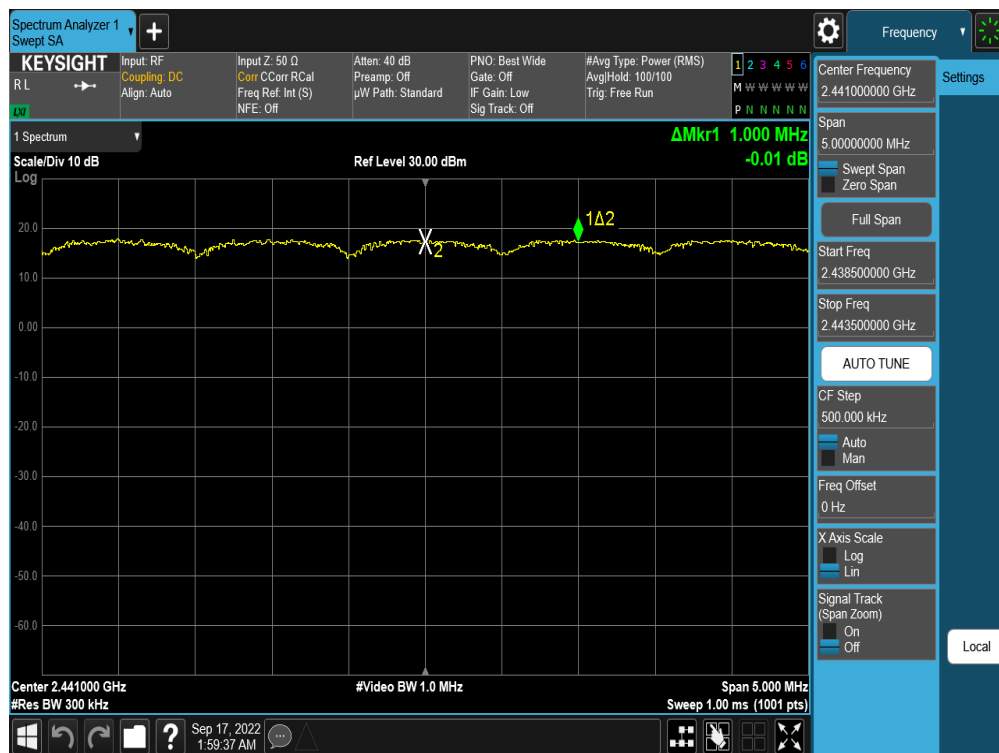 Spectrum Analyzer 1
Swept SA
Frequency
KEYSIGHT
R L
LXI
Input: RF
Coupling: DC
Align: Auto
Input Z: 50 Ω
Corr CCorr RCal
Freq Ref: Int (S)
NFE: Off
Atten: 40 dB
Preamp: Off
µW Path: Standard
PNO: Best Wide
Gate: Off
IF Gain: Low
Sig Track: Off
#Avg Type: Power (RMS)
Avg|Hold: 100/100
Trig: Free Run
1 2 3 4 5 6
M W W W W W
P N N N N N
1 Spectrum
Scale/Div 10 dB
Log
Ref Level 30.00 dBm
ΔMkr1 1.000 MHz
-0.01 dB
20.0
10.0
0.00
-10.0
-20.0
-30.0
-40.0
-50.0
-60.0
1Δ2
2
Center 2.441000 GHz
#Res BW 300 kHz
#Video BW 1.0 MHz
Span 5.000 MHz
Sweep 1.00 ms (1001 pts)
Center Frequency
2.441000000 GHz
Span
5.00000000 MHz
Swept Span
Zero Span
Full Span
Start Freq
2.438500000 GHz
Stop Freq
2.443500000 GHz
AUTO TUNE
CF Step
500.000 kHz
Auto
Man
Freq Offset
0 Hz
X Axis Scale
Log
Lin
Signal Track
(Span Zoom)
On
Off
Settings
Local
?
Sep 17, 2022
1:59:37 AM